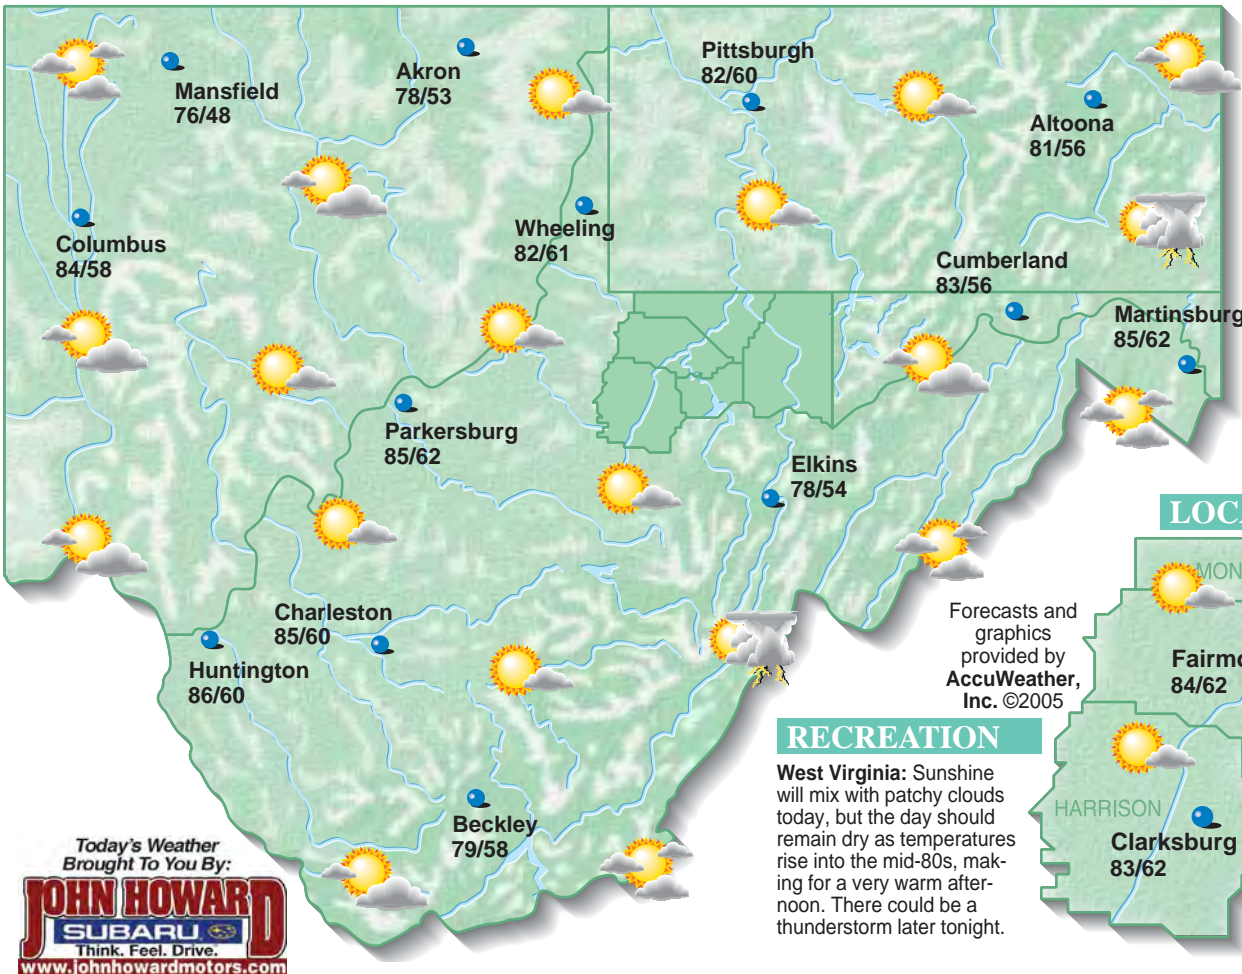 Mansfield
76/48
Akron
78/53
Pittsburgh
82/60
Altoona
81/56
Columbus
84/58
Wheeling
82/61
Cumberland
83/56
Martinsburg
85/62
Parkersburg
85/62
Elkins
78/54
Charleston
85/60
Huntington
86/60
Beckley
79/58
Forecasts and
graphics
provided by
AccuWeather,
Inc. ©2005
RECREATION
West Virginia: Sunshine
will mix with patchy clouds
today, but the day should
remain dry as temperatures
rise into the mid-80s, mak-
ing for a very warm after-
noon. There could be a
thunderstorm later tonight.
LOCA
MON
Fairmo
84/62
HARRISON
Clarksburg
83/62
Today's Weather
Brought To You By:
JOHN HOWARD
SUBARU
Think. Feel. Drive.
www.johnhowardmotors.com